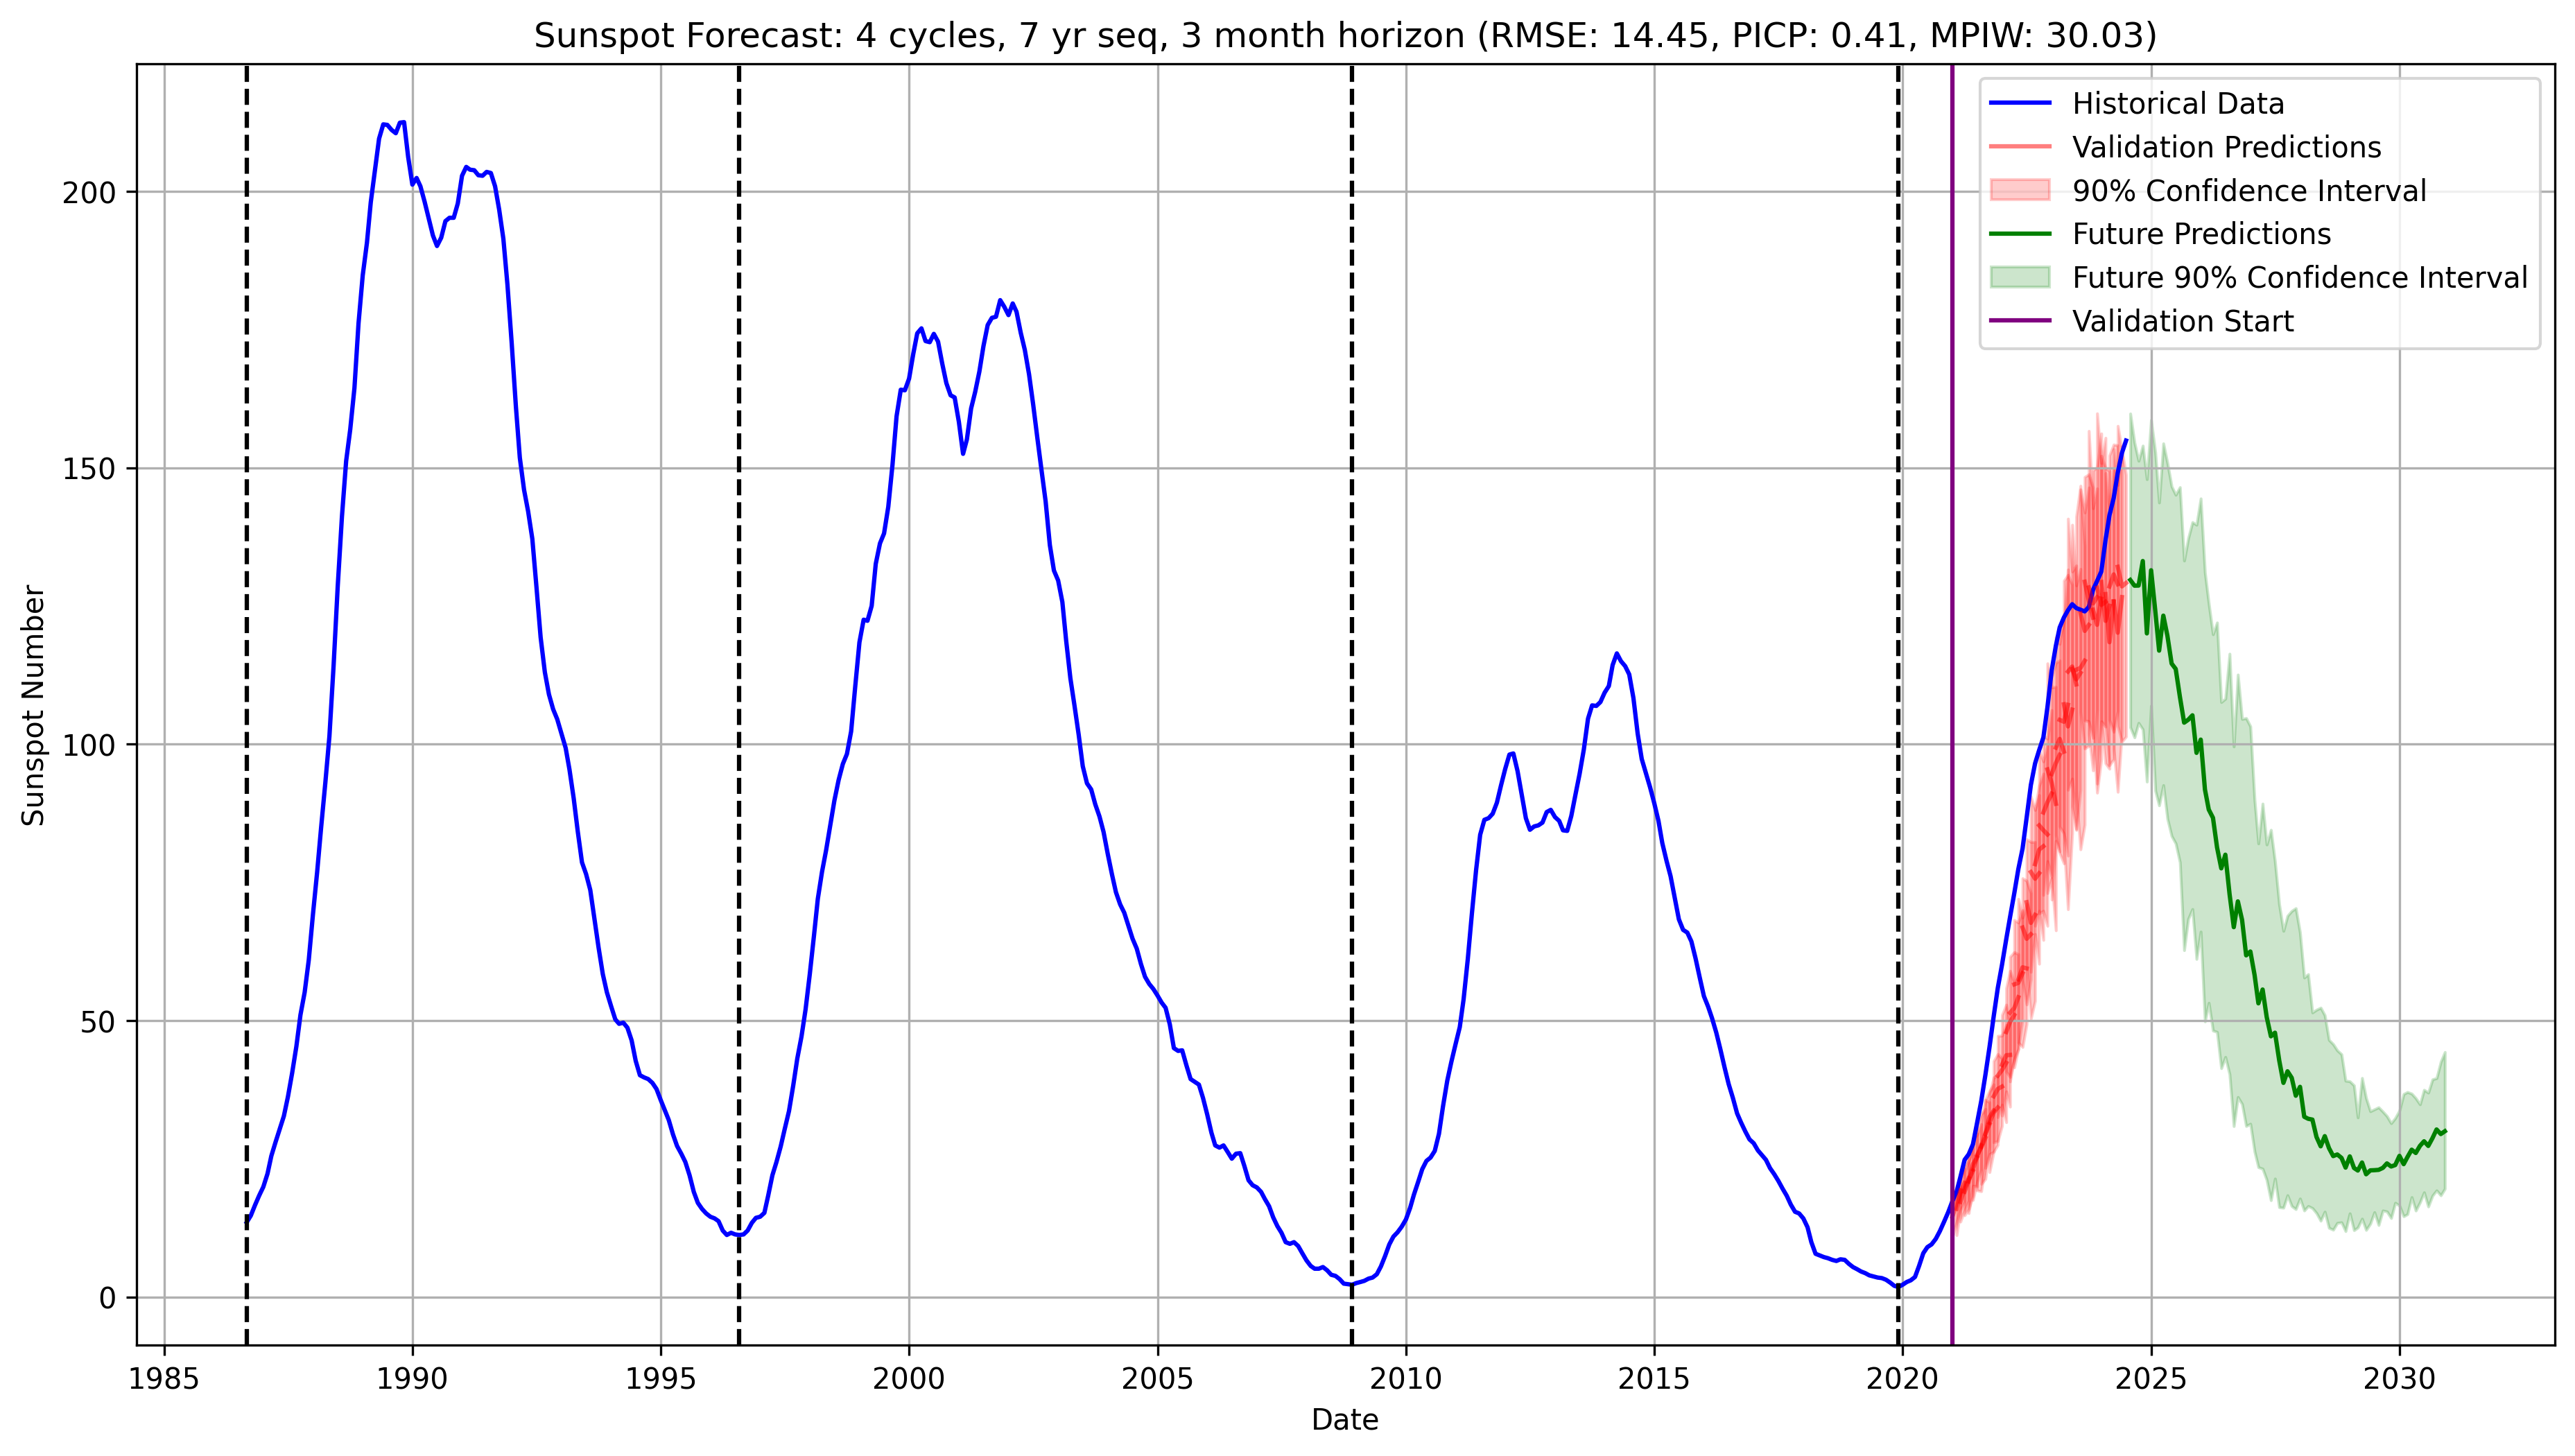 Sunspot Forecast: 4 cycles, 7 yr seq, 3 month horizon (RMSE: 14.45, PICP: 0.41, MPIW: 30.03)
Historical Data
Validation Predictions
90% Confidence Interval
Future Predictions
Future 90% Confidence Interval
Validation Start
Sunspot Number
200
150
100
50
0
1985 1990 1995 2000 2005 2010 2015 2020 2025 2030
Date